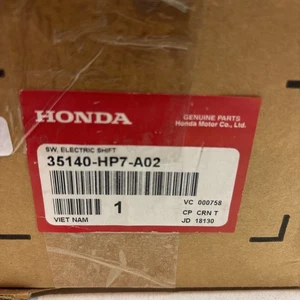 HONDA
GENUINE PARTS
Honda Motor Co., Ltd.
SW. ELECTRIC SHIFT
35140-HP7-A02
1
VC 000758
CP CRN T
VIET NAM
JD 18130